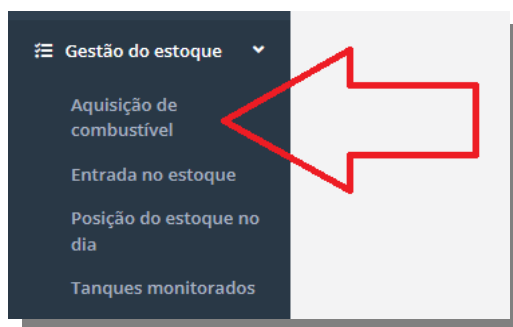 Gestão do estoque
Aquisição de
combustível
Entrada no estoque
Posição do estoque no
dia
Tanques monitorados